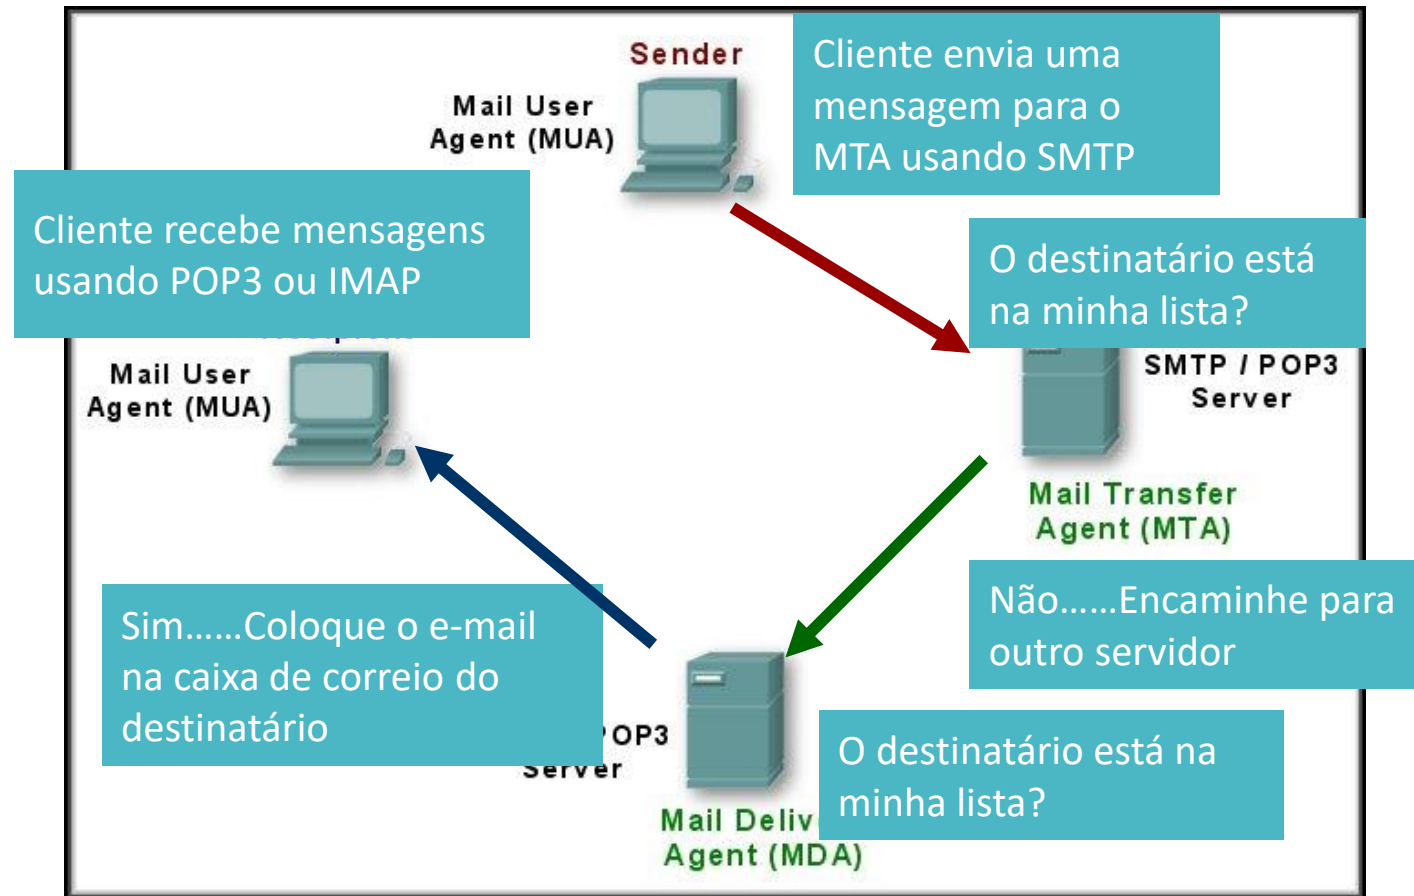 Sender
Mail User
Agent (MUA)
Cliente envia uma
mensagem para o
MTA usando SMTP
Cliente recebe mensagens
usando POP3 ou IMAP
O destinatário está
na minha lista?
Mail User
Agent (MUA)
SMTP / POP3
Server
Mail Transfer
Agent (MTA)
Não......Encaminhe para
outro servidor
Sim......Coloque o e-mail
na caixa de correio do
destinatário
POP3
Server
O destinatário está na
minha lista?
Mail
Agent (MDA)